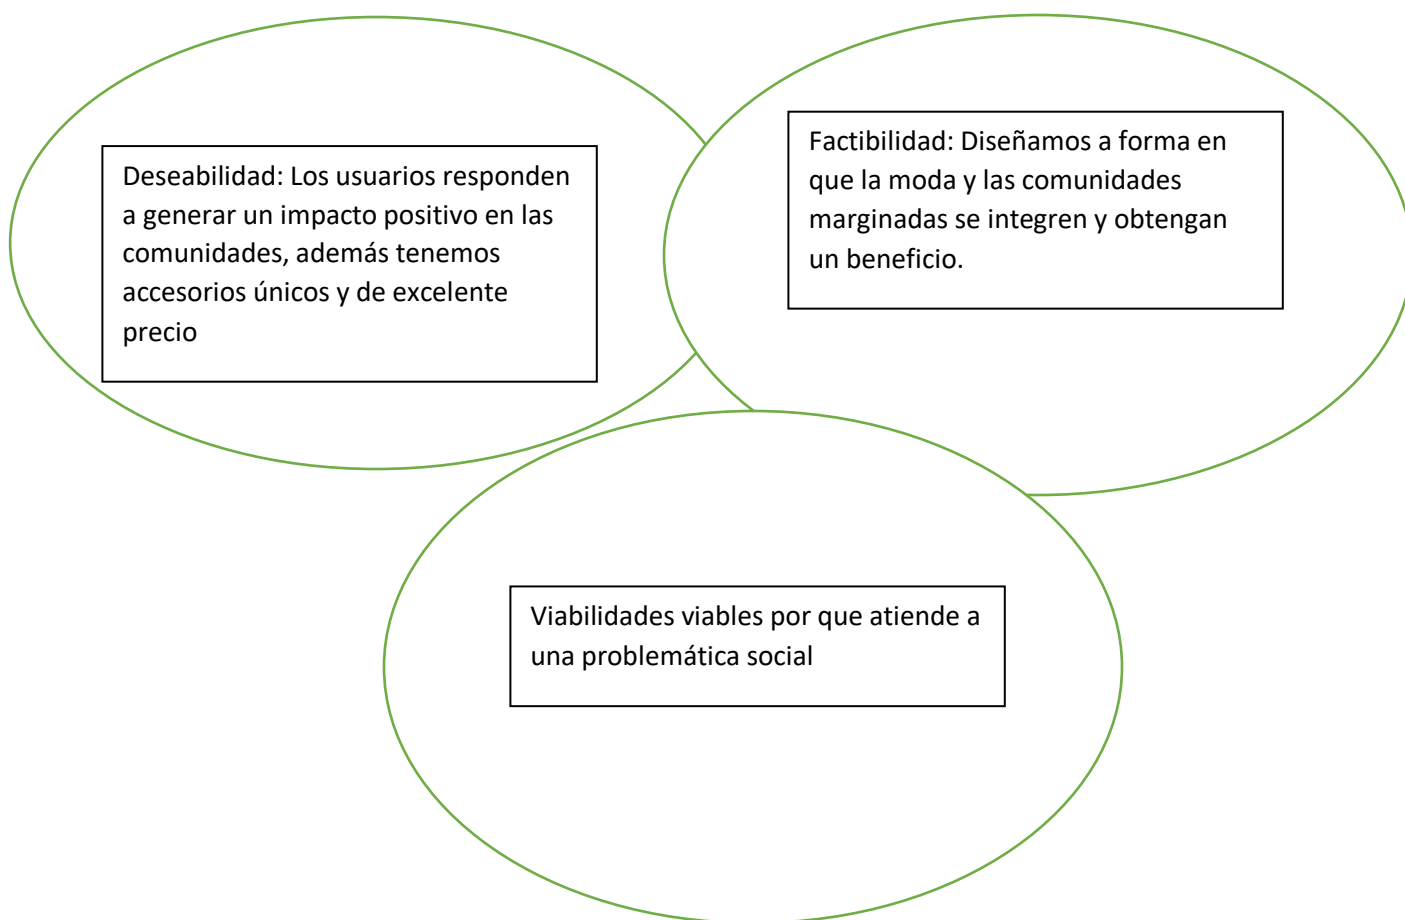 Deseabilidad: Los usuarios responden
a generar un impacto positivo en las
comunidades, además tenemos
accesorios únicos y de excelente
precio
Factibilidad: Diseñamos a forma en
que la moda y las comunidades
marginadas se integren y obtengan
un beneficio.
Viabilidades viables por que atiende a
una problemática social